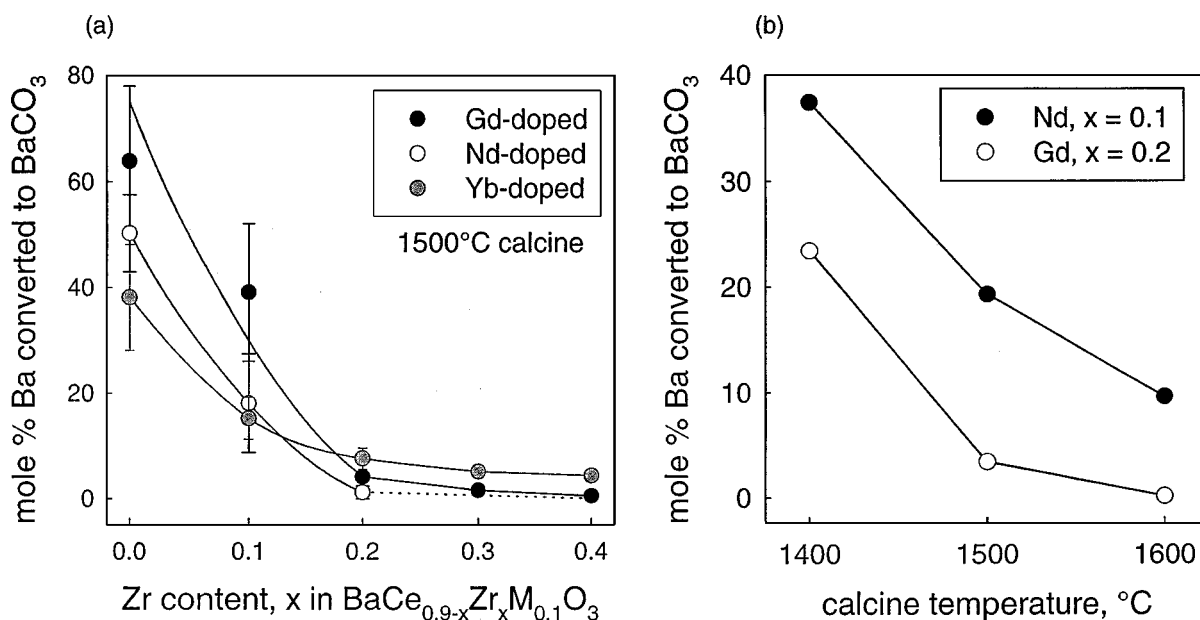 (a)
mole % Ba converted to BaCO3
80
60
40
20
0
Gd-doped
Nd-doped
Yb-doped
1500°C calcine
0.0 0.1 0.2 0.3 0.4
Zr content, x in BaCe0.9-xZrxM0.1O3
(b)
mole % Ba converted to BaCO3
40
30
20
10
0
Nd, x = 0.1
Gd, x = 0.2
1400 1500 1600
calcine temperature, °C